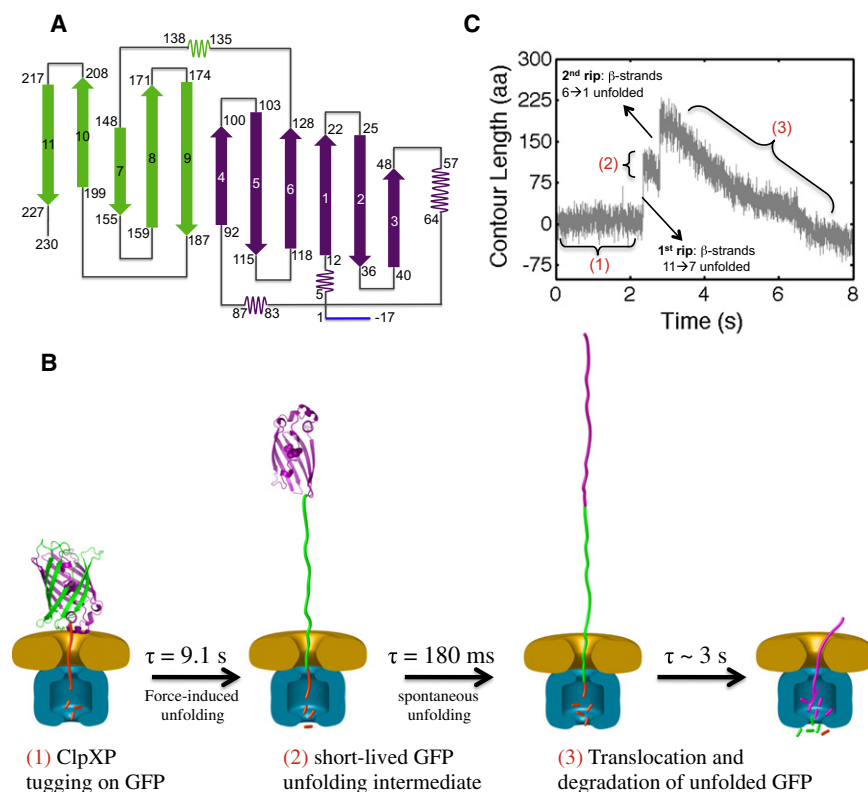 A
138 135
217 208 171 174
148
11 10 7 8 9
199
227
230
155 159 187
103
100 128 22 25
48 57
4 5 6 1 2 3
64
92
115 118 12 36 40
5
87 83 1 -17
C
Contour Length (aa)
300
225
150
75
0
-75
0 2 4 6 8
Time (s)
2nd rip: β-strands
6→1 unfolded
(2)
(3)
(1)
1st rip: β-strands
11→7 unfolded
B
τ = 9.1 s
Force-induced
unfolding
τ = 180 ms
spontaneous
unfolding
τ ~ 3 s
(1) ClpXP
tugging on GFP
(2) short-lived GFP
unfolding intermediate
(3) Translocation and
degradation of unfolded GFP